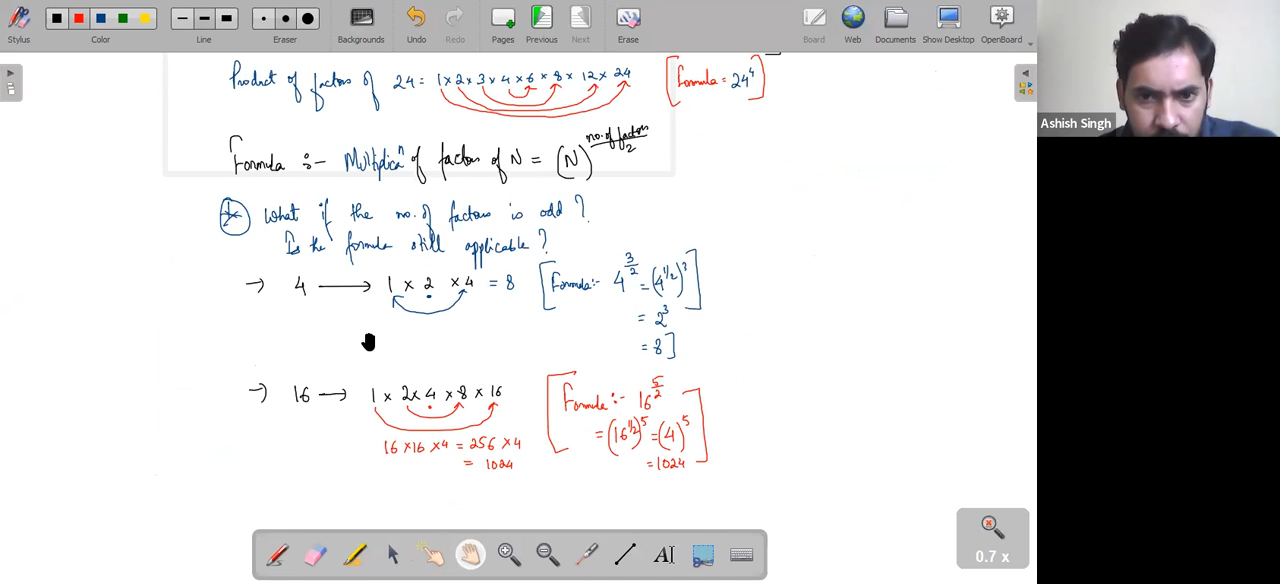 Stylus Color Line Eraser Backgrounds Undo Redo Pages Previous Next Erase Board Web Documents Show Desktop OpenBoard
Ashish Singh
Product of factors of 24 = 1 × 2 × 3 × 4 × 6 × 8 × 12 × 24 [Formula = 24⁴]
Formula :- Multiplicaⁿ of factors of N = (N)^(no. of factors/2)
What if the no. of factors is odd ?
Is the formula still applicable ?
→ 4 → 1 × 2 × 4 = 8 [Formula:- 4^(3/2) = (4^(1/2))³
= 2³
= 8]
→ 16 → 1 × 2 × 4 × 8 × 16 [Formula:- 16^(5/2)
= (16^(1/2))⁵ = (4)⁵
= 1024]
16 × 16 × 4 = 256 × 4
= 1024
0.7 x